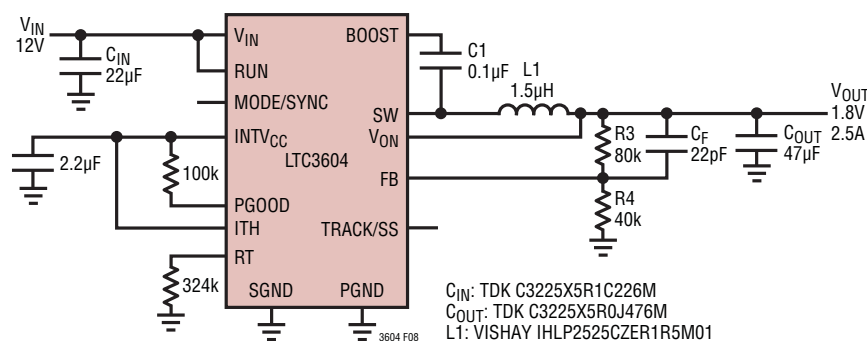 VIN
12V
CIN
22µF
VIN
RUN
MODE/SYNC
INTVCC
2.2µF
100k
PGOOD
ITH
RT
324k
SGND
PGND
LTC3604
BOOST
SW
VON
FB
TRACK/SS
C1
0.1µF
L1
1.5µH
R3
80k
CF
22pF
R4
40k
COUT
47µF
VOUT
1.8V
2.5A
3604 F08
CIN: TDK C3225X5R1C226M
COUT: TDK C3225X5R0J476M
L1: VISHAY IHLP2525CZER1R5M01